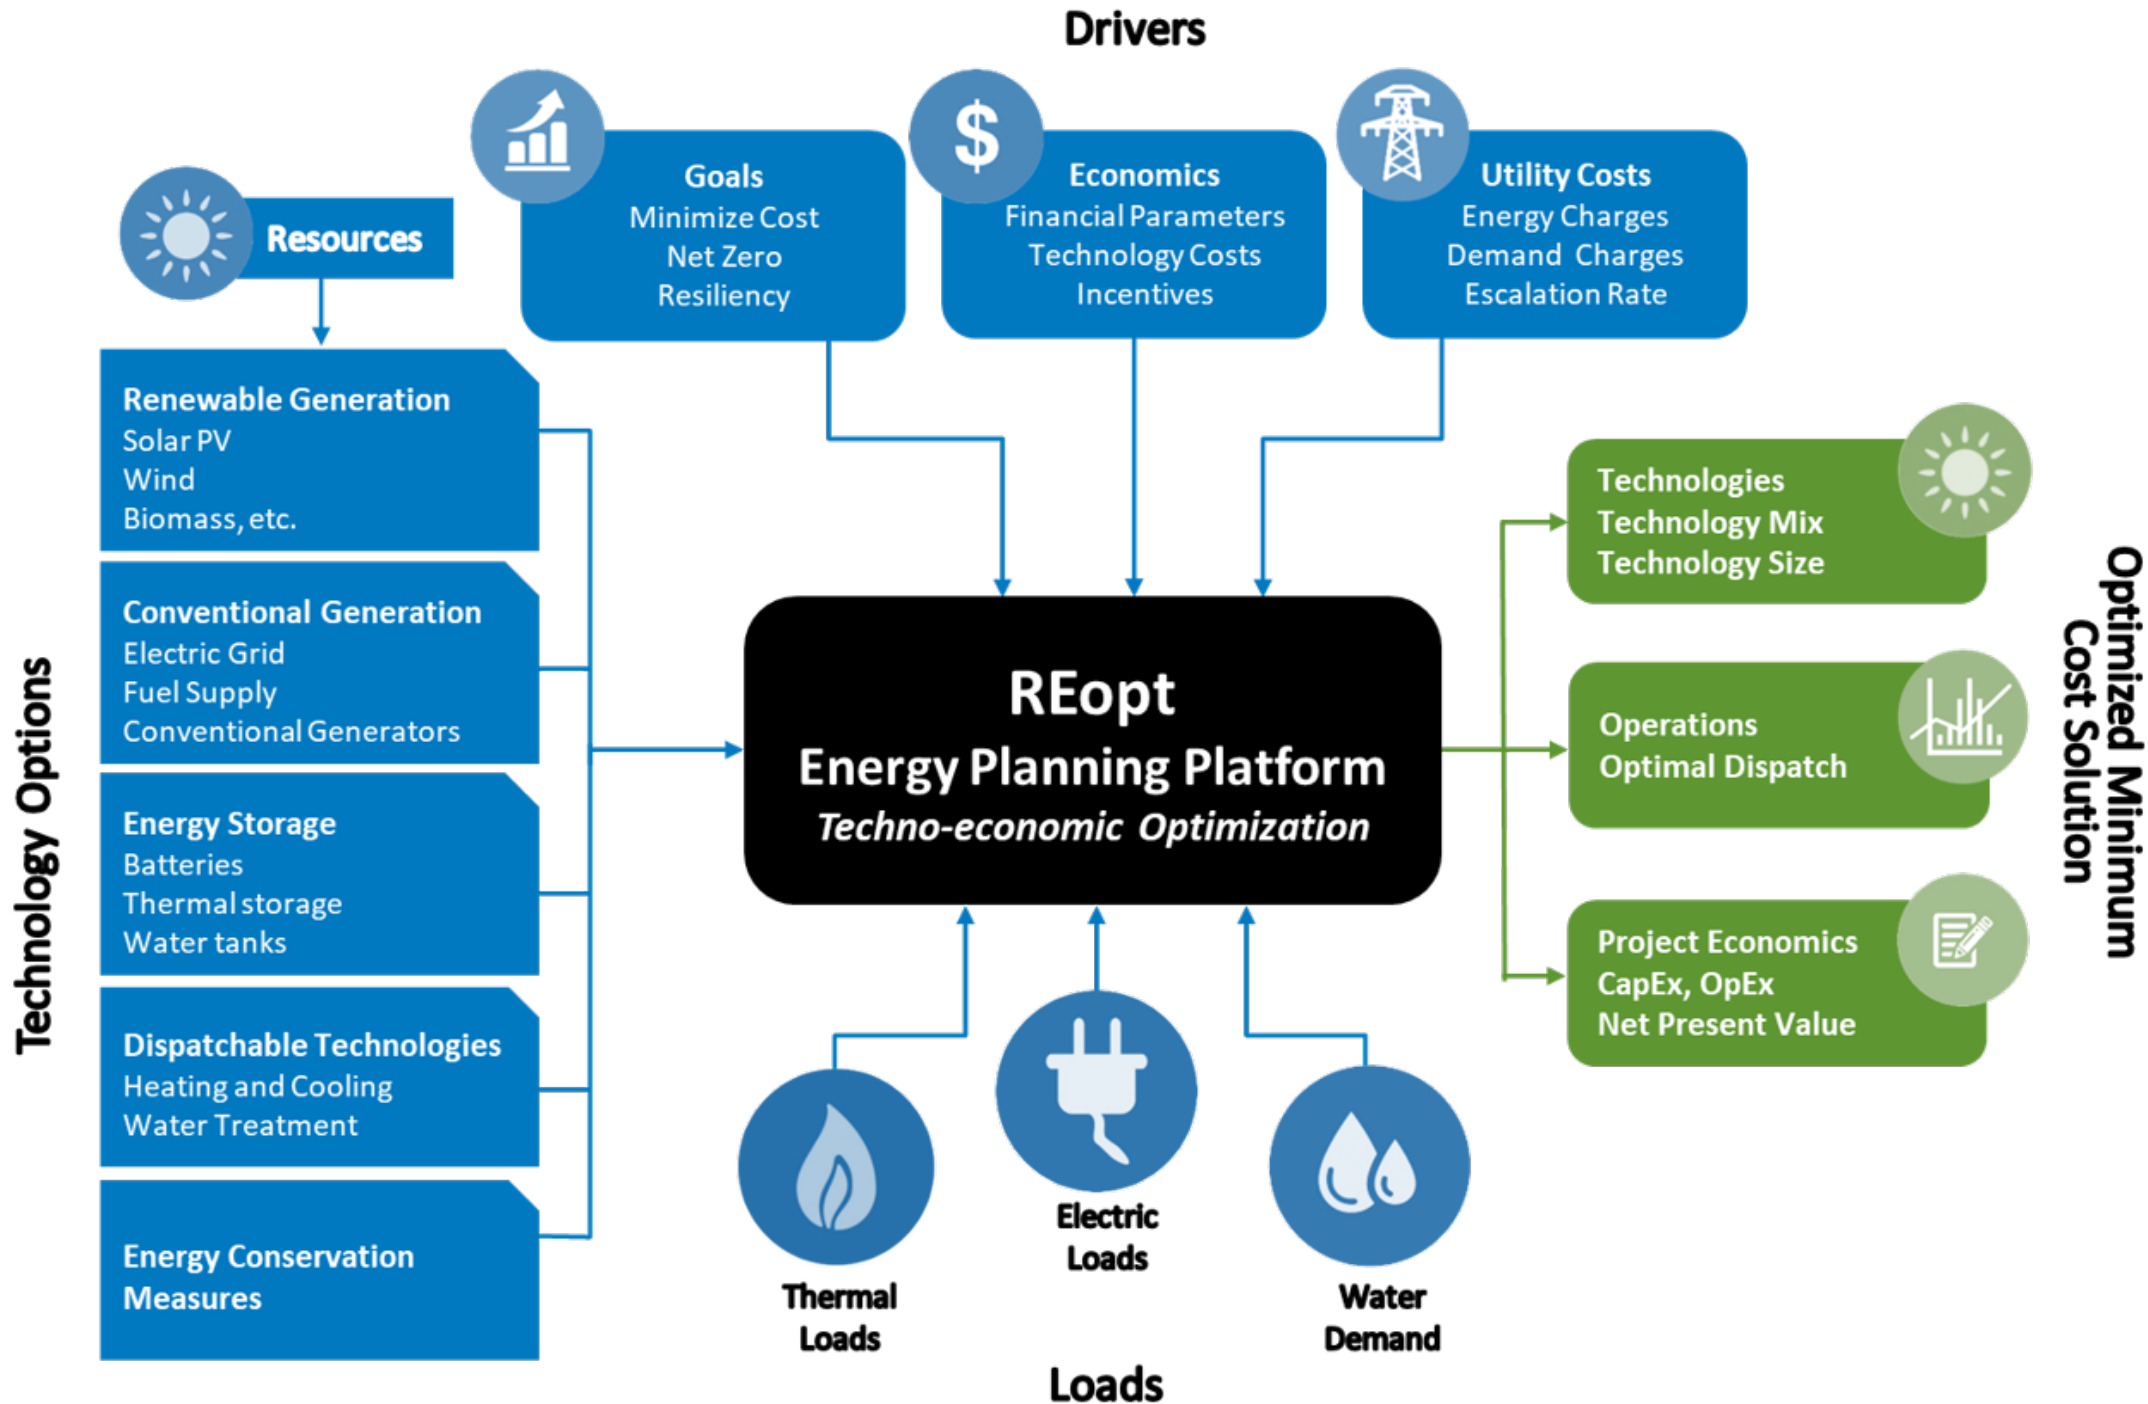 Drivers
Goals
Minimize Cost
Net Zero
Resiliency
Economics
Financial Parameters
Technology Costs
Incentives
Utility Costs
Energy Charges
Demand Charges
Escalation Rate
Resources
Technology Options
Renewable Generation
Solar PV
Wind
Biomass, etc.
Conventional Generation
Electric Grid
Fuel Supply
Conventional Generators
Energy Storage
Batteries
Thermal storage
Water tanks
Dispatchable Technologies
Heating and Cooling
Water Treatment
Energy Conservation
Measures
REopt
Energy Planning Platform
Techno-economic Optimization
Technologies
Technology Mix
Technology Size
Operations
Optimal Dispatch
Project Economics
CapEx, OpEx
Net Present Value
Optimized Minimum
Cost Solution
Thermal
Loads
Electric
Loads
Water
Demand
Loads